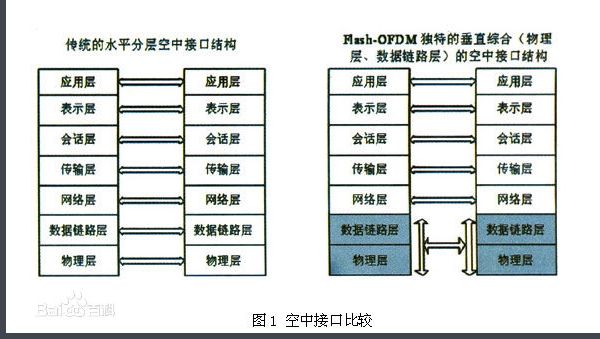 传统的水平分层空中接口结构
应用层 应用层
表示层 表示层
会话层 会话层
传输层 传输层
网络层 网络层
数据链路层 数据链路层
物理层 物理层
Flash-OFDM 独特的垂直综合（物理
层、数据链路层）的空中接口结构
应用层 应用层
表示层 表示层
会话层 会话层
传输层 传输层
网络层 网络层
数据链路层 数据链路层
物理层 物理层
Bai百科
图1 空中接口比较